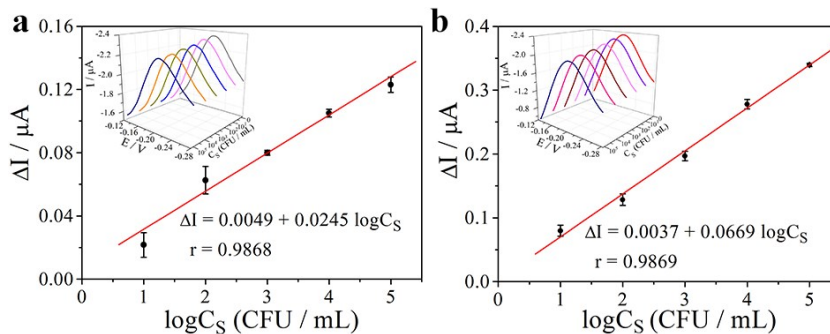 a
ΔI / μA
0.16
0.12
0.08
0.04
0.00
0 1 2 3 4 5
logC_S (CFU / mL)
ΔI = 0.0049 + 0.0245 logC_S
r = 0.9868
I / μA
-2.4
-2.2
-2.0
-1.8
-1.6
-0.12
-0.16
-0.20
-0.24
-0.28
E / V
C_S (CFU / mL)
b
ΔI / μA
0.4
0.3
0.2
0.1
0.0
0 1 2 3 4 5
logC_S (CFU / mL)
ΔI = 0.0037 + 0.0669 logC_S
r = 0.9869
I / μA
-2.4
-2.0
-1.6
-1.2
-0.8
-0.12
-0.16
-0.20
-0.24
-0.28
E / V
C_S (CFU / mL)